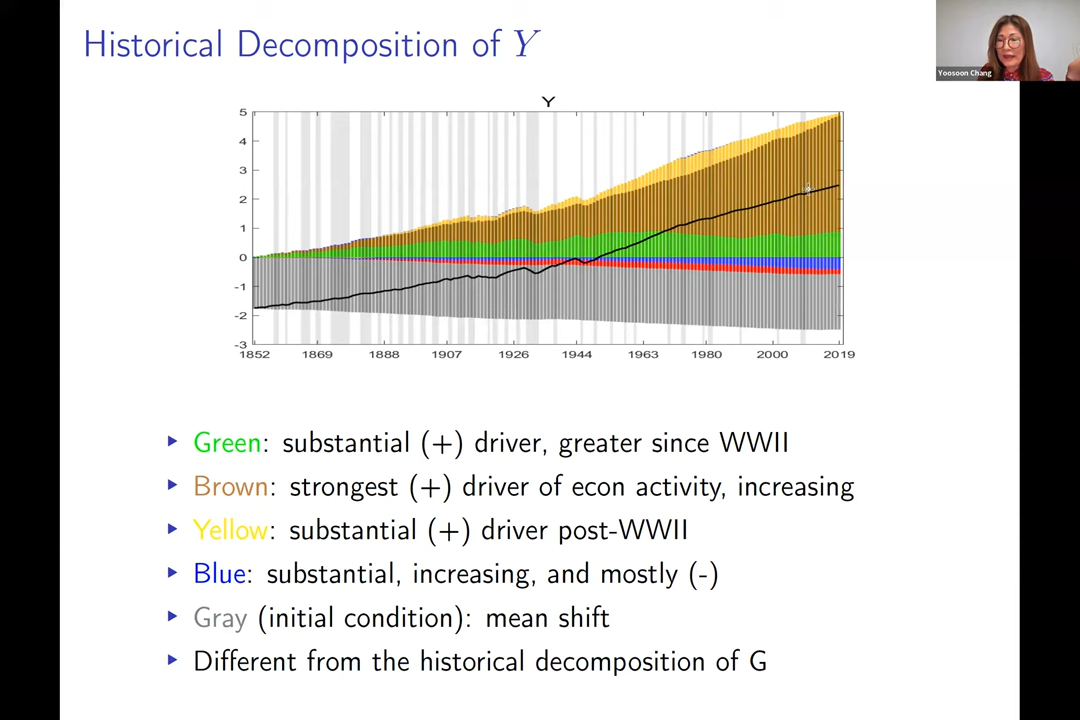 Historical Decomposition of Y
Yoosoon Chang
Y
5
4
3
2
1
0
-1
-2
-3
1852 1869 1888 1907 1926 1944 1963 1980 2000 2019
Green: substantial (+) driver, greater since WWII
Brown: strongest (+) driver of econ activity, increasing
Yellow: substantial (+) driver post-WWII
Blue: substantial, increasing, and mostly (-)
Gray (initial condition): mean shift
Different from the historical decomposition of G